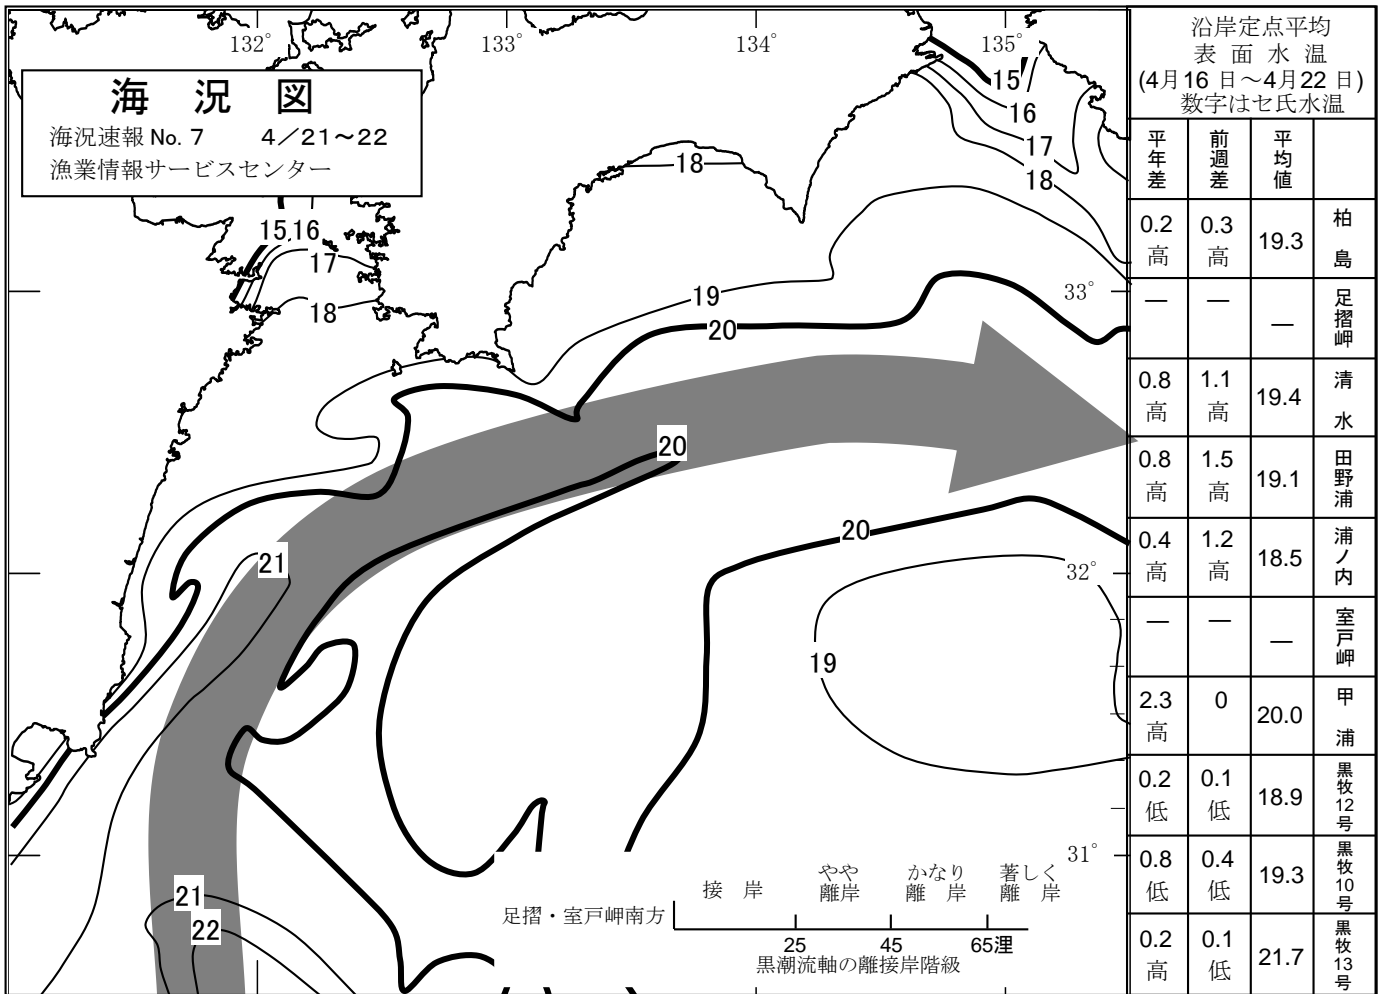 海 況 図
海況速報 No. 7 4／21～22
漁業情報サービスセンター
132°
133°
134°
135°
33°
32°
31°
15
16
17
18
18
15 16
17
18
19
20
20
20
21
19
21
22
接 岸
やや
離岸
かなり
離 岸
著しく
離 岸
足摺・室戸岬南方
25
45
65浬
黒潮流軸の離接岸階級
沿岸定点平均
表 面 水 温
(4月16 日～4月22 日)
数字はセ氏水温
平年差 前週差 平均値
0.2 高 0.3 高 19.3 柏島
— — — 足摺岬
0.8 高 1.1 高 19.4 清水
0.8 高 1.5 高 19.1 田野浦
0.4 高 1.2 高 18.5 浦ノ内
— — — 室戸岬
2.3 高 0 20.0 甲浦
0.2 低 0.1 低 18.9 黒牧12号
0.8 低 0.4 低 19.3 黒牧10号
0.2 高 0.1 低 21.7 黒牧13号